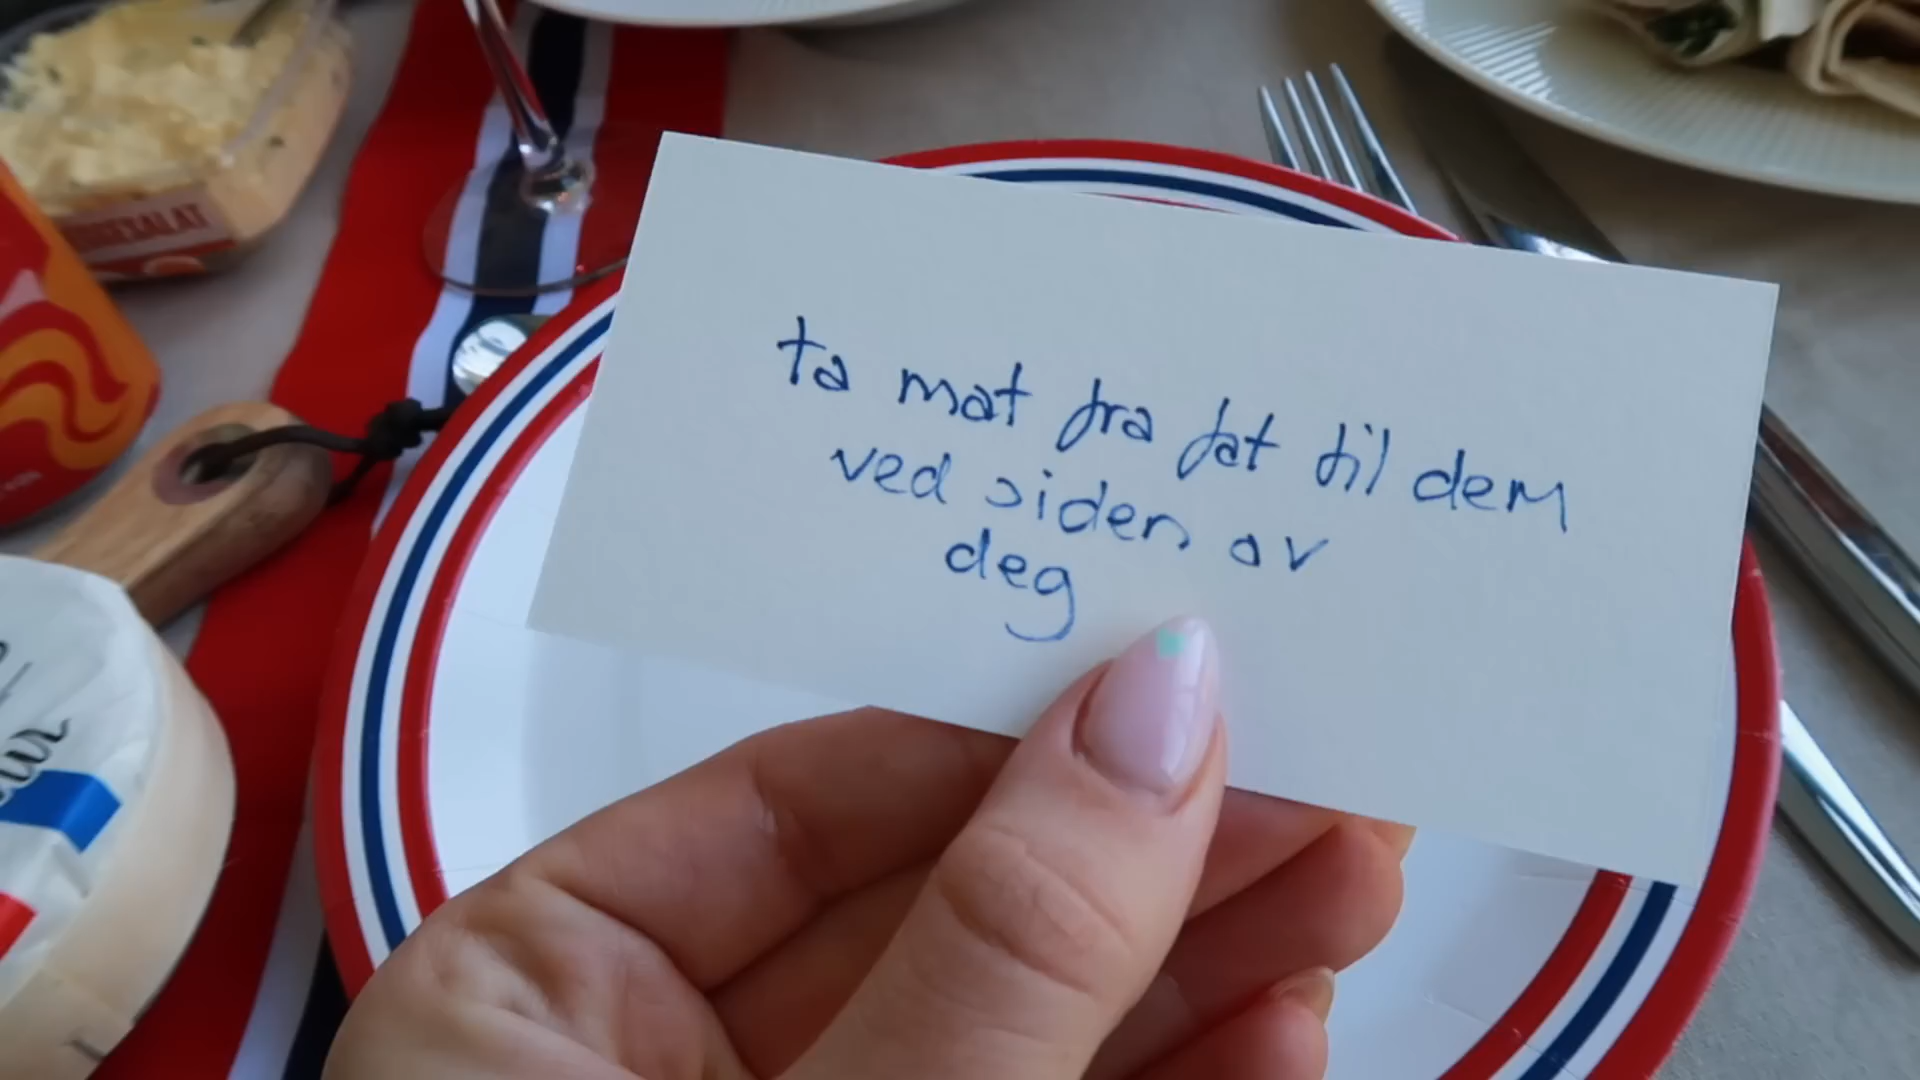 ta mat fra fat til dem
ved siden av
deg